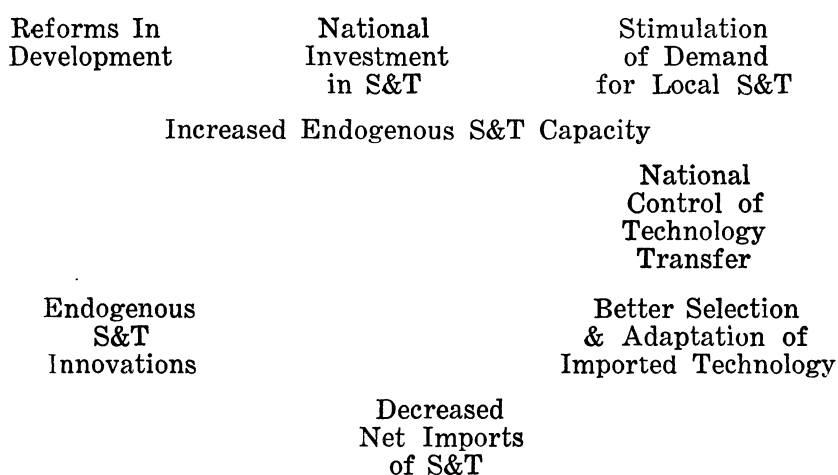 Reforms In
Development
National
Investment
in S&T
Stimulation
of Demand
for Local S&T
Increased Endogenous S&T Capacity
National
Control of
Technology
Transfer
Endogenous
S&T
Innovations
Better Selection
& Adaptation of
Imported Technology
Decreased
Net Imports
of S&T